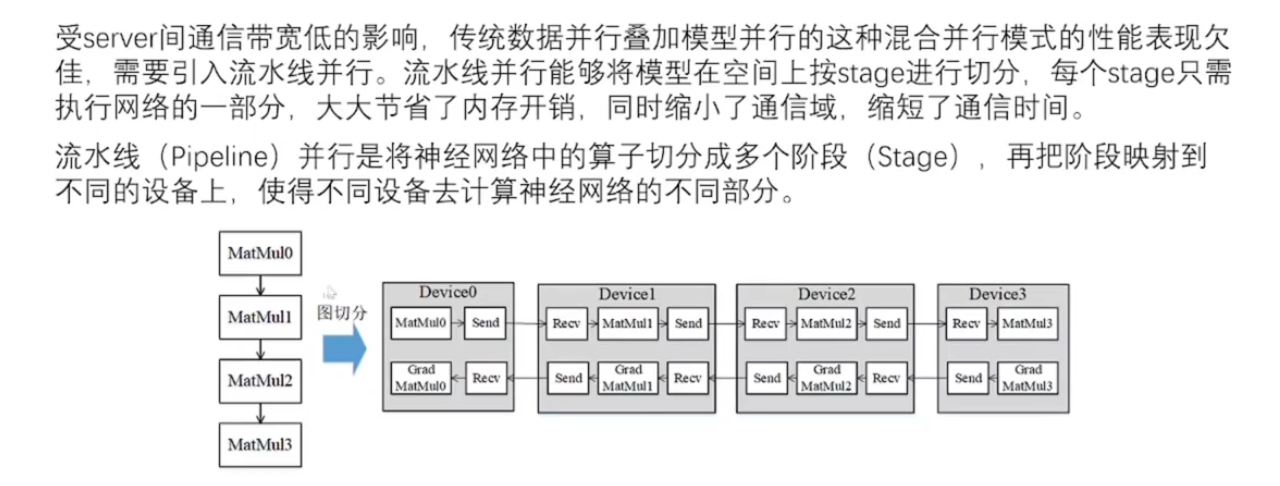 受server间通信带宽低的影响，传统数据并行叠加模型并行的这种混合并行模式的性能表现欠
佳，需要引入流水线并行。流水线并行能够将模型在空间上按stage进行切分，每个stage只需
执行网络的一部分，大大节省了内存开销，同时缩小了通信域，缩短了通信时间。
流水线（Pipeline）并行是将神经网络中的算子切分成多个阶段（Stage），再把阶段映射到
不同的设备上，使得不同设备去计算神经网络的不同部分。
MatMul0
MatMul1
MatMul2
MatMul3
图切分
Device0
MatMul0
Send
Grad
MatMul0
Recv
Device1
Recv
MatMul1
Send
Send
Grad
MatMul1
Recv
Device2
Recv
MatMul2
Send
Send
Grad
MatMul2
Recv
Device3
Recv
MatMul3
Send
Grad
MatMul3